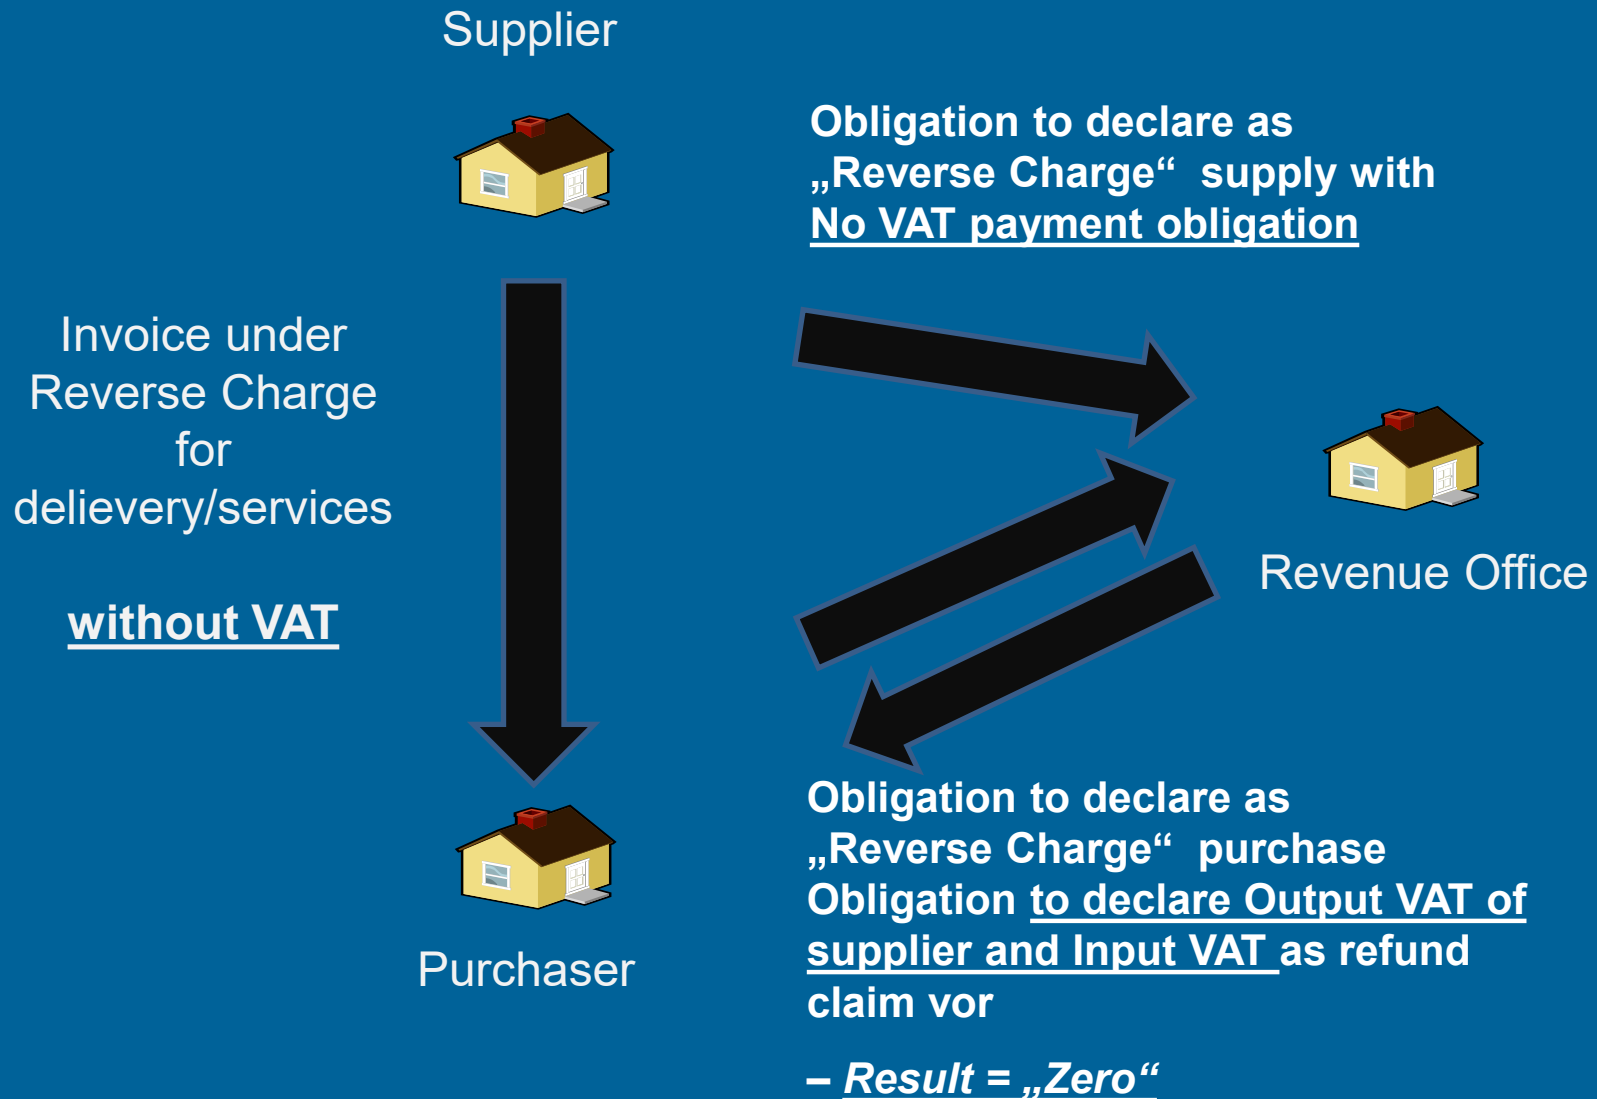 Supplier
Obligation to declare as
„Reverse Charge“ supply with
No VAT payment obligation
Invoice under
Reverse Charge
for
delievery/services
without VAT
Revenue Office
Purchaser
Obligation to declare as
„Reverse Charge“ purchase
Obligation to declare Output VAT of
supplier and Input VAT as refund
claim vor
– Result = „Zero“